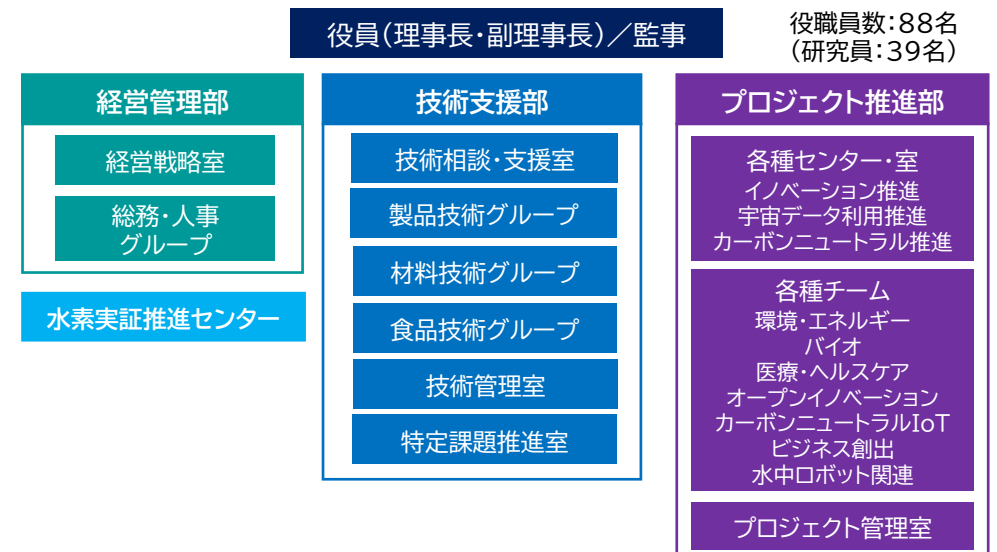 役員(理事長・副理事長)／監事
役職員数:88名
(研究員:39名)
経営管理部
経営戦略室
総務・人事
グループ
水素実証推進センター
技術支援部
技術相談・支援室
製品技術グループ
材料技術グループ
食品技術グループ
技術管理室
特定課題推進室
プロジェクト推進部
各種センター・室
イノベーション推進
宇宙データ利用推進
カーボンニュートラル推進
各種チーム
環境・エネルギー
バイオ
医療・ヘルスケア
オープンイノベーション
カーボンニュートラルIoT
ビジネス創出
水中ロボット関連
プロジェクト管理室